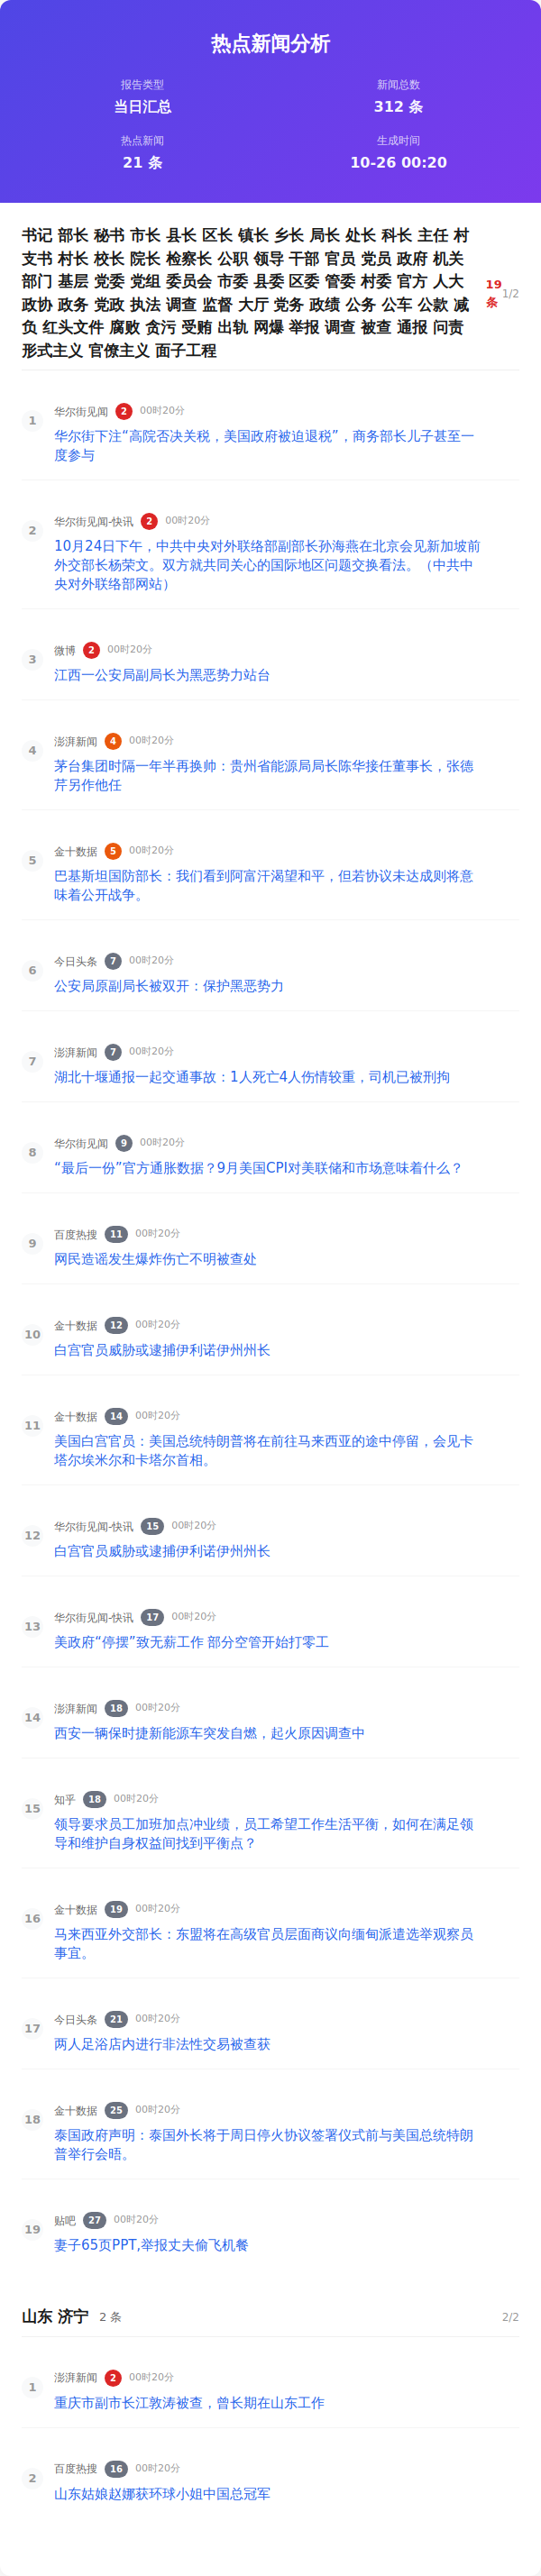 热点新闻分析
报告类型
当日汇总
新闻总数
312 条
热点新闻
21 条
生成时间
10-26 00:20
书记 部长 秘书 市长 县长 区长 镇长 乡长 局长 处长 科长 主任 村
支书 村长 校长 院长 检察长 公职 领导 干部 官员 党员 政府 机关
部门 基层 党委 党组 委员会 市委 县委 区委 管委 村委 官方 人大
政协 政务 党政 执法 调查 监督 大厅 党务 政绩 公务 公车 公款 减
负 红头文件 腐败 贪污 受贿 出轨 网爆 举报 调查 被查 通报 问责
形式主义 官僚主义 面子工程
19
条
1/2
1
华尔街见闻 2 00时20分
华尔街下注“高院否决关税，美国政府被迫退税”，商务部长儿子甚至一
度参与
2
华尔街见闻-快讯 2 00时20分
10月24日下午，中共中央对外联络部副部长孙海燕在北京会见新加坡前
外交部长杨荣文。双方就共同关心的国际地区问题交换看法。（中共中
央对外联络部网站）
3
微博 2 00时20分
江西一公安局副局长为黑恶势力站台
4
澎湃新闻 4 00时20分
茅台集团时隔一年半再换帅：贵州省能源局局长陈华接任董事长，张德
芹另作他任
5
金十数据 5 00时20分
巴基斯坦国防部长：我们看到阿富汗渴望和平，但若协议未达成则将意
味着公开战争。
6
今日头条 7 00时20分
公安局原副局长被双开：保护黑恶势力
7
澎湃新闻 7 00时20分
湖北十堰通报一起交通事故：1人死亡4人伤情较重，司机已被刑拘
8
华尔街见闻 9 00时20分
“最后一份”官方通胀数据？9月美国CPI对美联储和市场意味着什么？
9
百度热搜 11 00时20分
网民造谣发生爆炸伤亡不明被查处
10
金十数据 12 00时20分
白宫官员威胁或逮捕伊利诺伊州州长
11
金十数据 14 00时20分
美国白宫官员：美国总统特朗普将在前往马来西亚的途中停留，会见卡
塔尔埃米尔和卡塔尔首相。
12
华尔街见闻-快讯 15 00时20分
白宫官员威胁或逮捕伊利诺伊州州长
13
华尔街见闻-快讯 17 00时20分
美政府“停摆”致无薪工作 部分空管开始打零工
14
澎湃新闻 18 00时20分
西安一辆保时捷新能源车突发自燃，起火原因调查中
15
知乎 18 00时20分
领导要求员工加班加点冲业绩，员工希望工作生活平衡，如何在满足领
导和维护自身权益间找到平衡点？
16
金十数据 19 00时20分
马来西亚外交部长：东盟将在高级官员层面商议向缅甸派遣选举观察员
事宜。
17
今日头条 21 00时20分
两人足浴店内进行非法性交易被查获
18
金十数据 25 00时20分
泰国政府声明：泰国外长将于周日停火协议签署仪式前与美国总统特朗
普举行会晤。
19
贴吧 27 00时20分
妻子65页PPT,举报丈夫偷飞机餐
山东 济宁 2 条
2/2
1
澎湃新闻 2 00时20分
重庆市副市长江敦涛被查，曾长期在山东工作
2
百度热搜 16 00时20分
山东姑娘赵娜获环球小姐中国总冠军